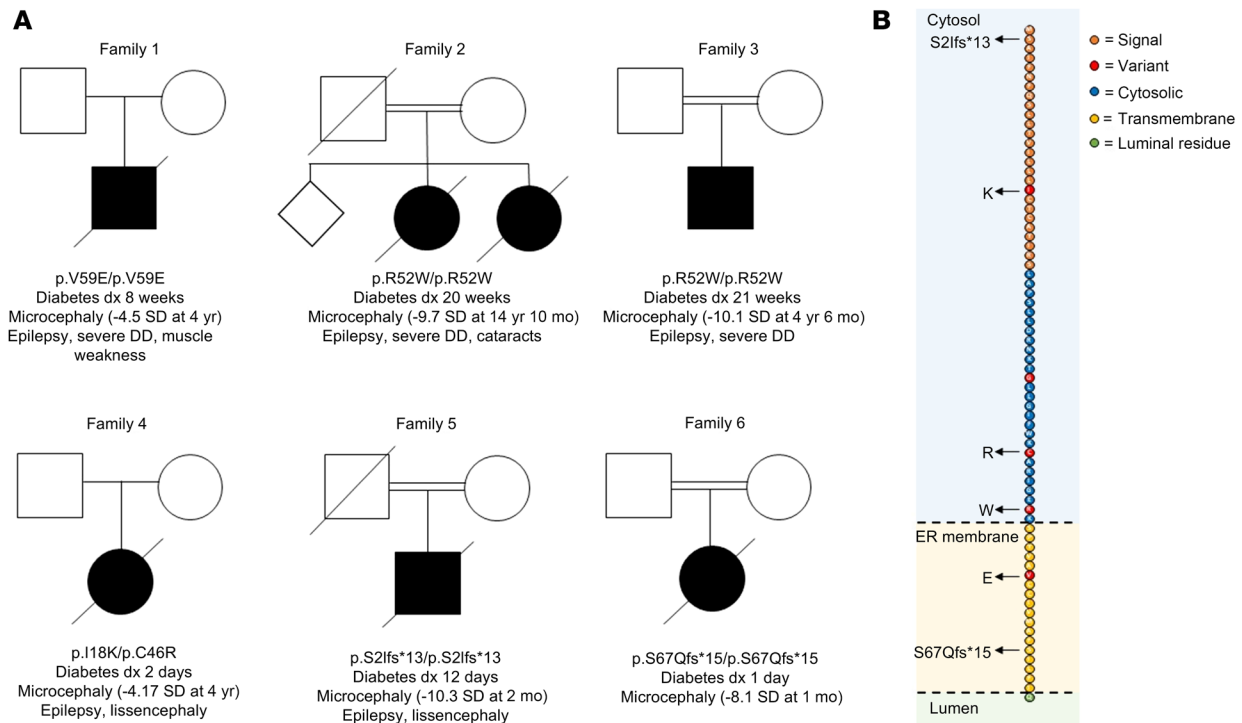 A
Family 1
Family 2
Family 3
p.V59E/p.V59E
Diabetes dx 8 weeks
Microcephaly (-4.5 SD at 4 yr)
Epilepsy, severe DD, muscle
weakness
p.R52W/p.R52W
Diabetes dx 20 weeks
Microcephaly (-9.7 SD at 14 yr 10 mo)
Epilepsy, severe DD, cataracts
p.R52W/p.R52W
Diabetes dx 21 weeks
Microcephaly (-10.1 SD at 4 yr 6 mo)
Epilepsy, severe DD
Family 4
Family 5
Family 6
p.I18K/p.C46R
Diabetes dx 2 days
Microcephaly (-4.17 SD at 4 yr)
Epilepsy, lissencephaly
p.S2Ifs*13/p.S2Ifs*13
Diabetes dx 12 days
Microcephaly (-10.3 SD at 2 mo)
Epilepsy, lissencephaly
p.S67Qfs*15/p.S67Qfs*15
Diabetes dx 1 day
Microcephaly (-8.1 SD at 1 mo)
B
Cytosol
S2Ifs*13
K
R
W
ER membrane
E
S67Qfs*15
Lumen
= Signal
= Variant
= Cytosolic
= Transmembrane
= Luminal residue